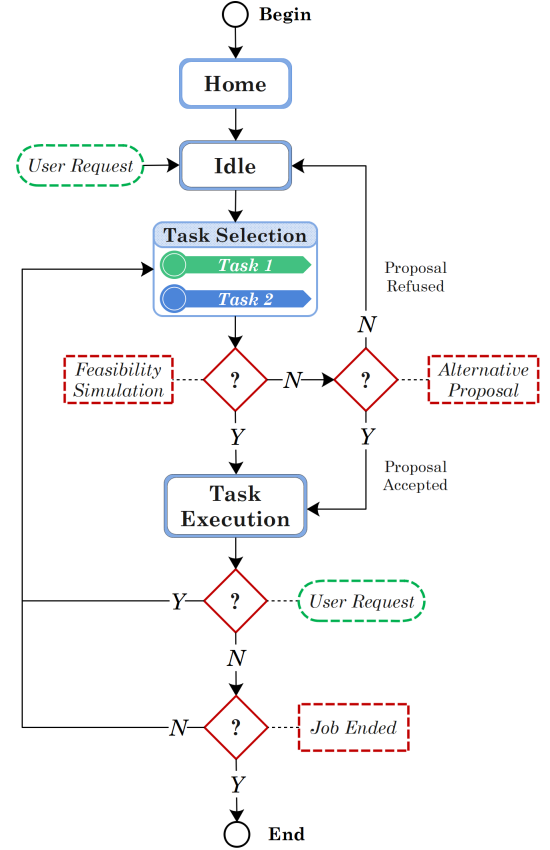 Begin
Home
User Request
Idle
Task Selection
Task 1
Task 2
Proposal
Refused
N
Feasibility
Simulation
?
N
?
Alternative
Proposal
Y
Y
Proposal
Accepted
Task
Execution
Y
?
User Request
N
N
?
Job Ended
Y
End